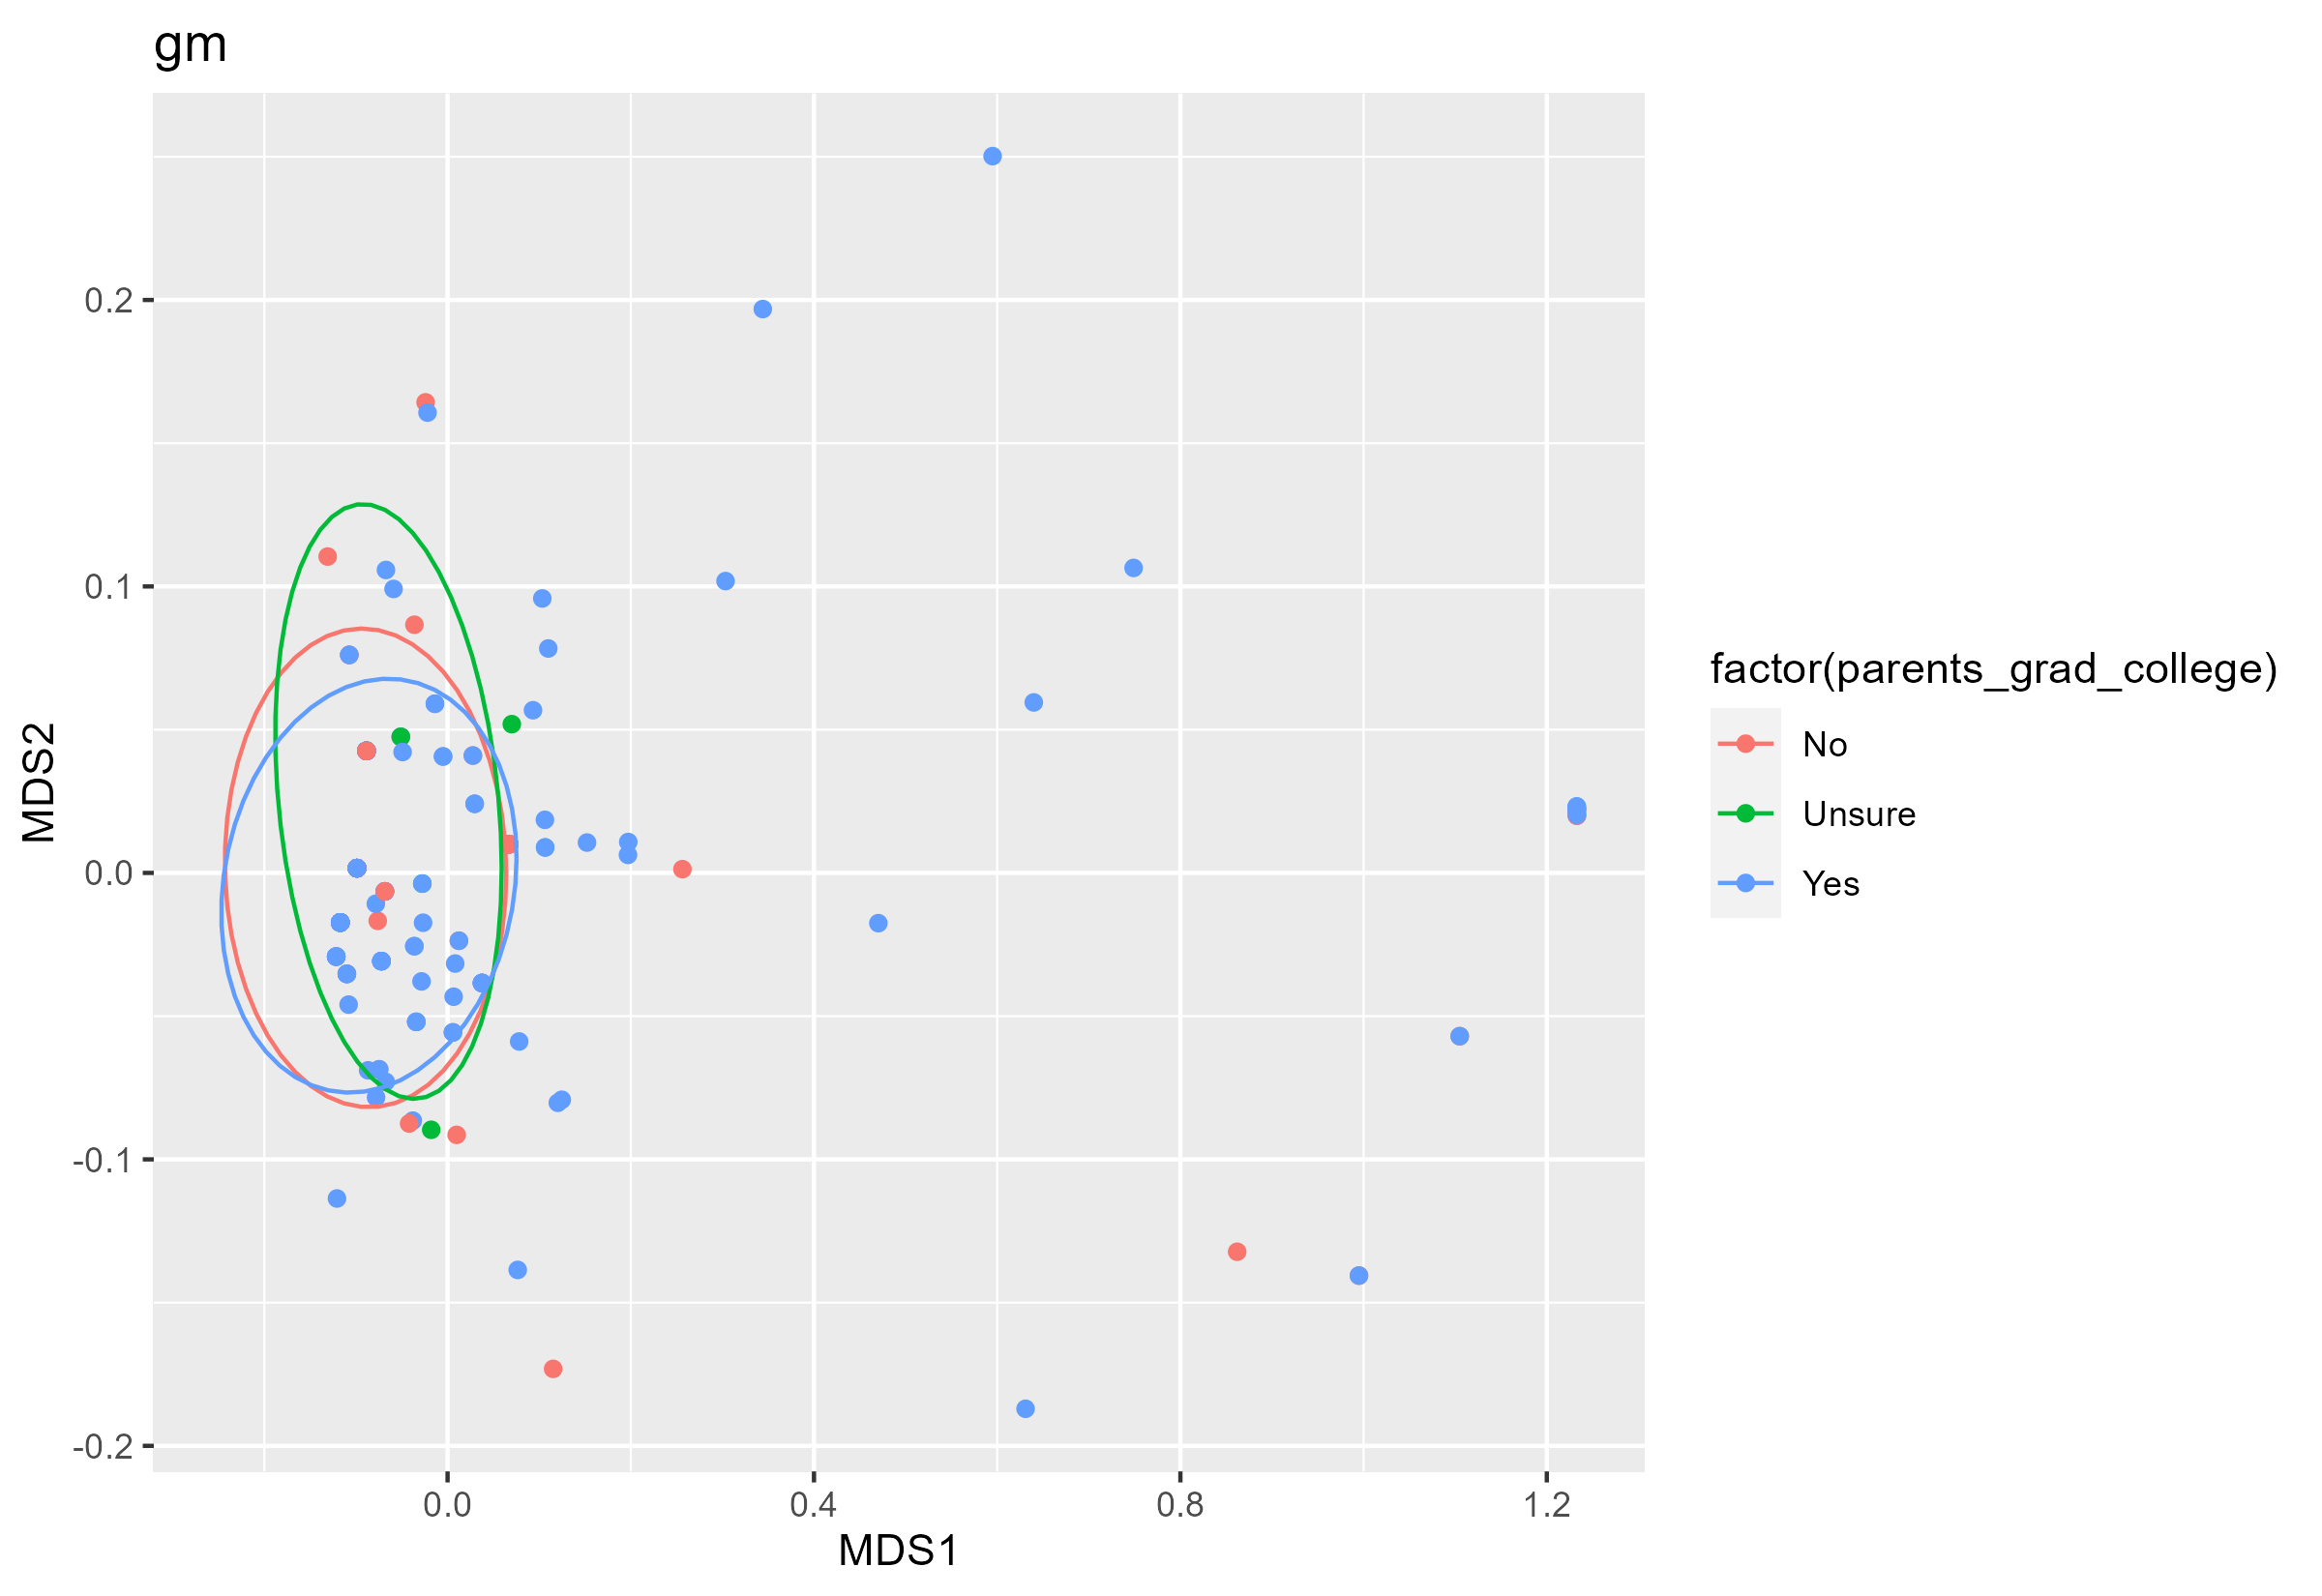 gm
0.2
0.1
0.0
-0.1
-0.2
MDS2
0.0
0.4
0.8
1.2
MDS1
factor(parents_grad_college)
No
Unsure
Yes